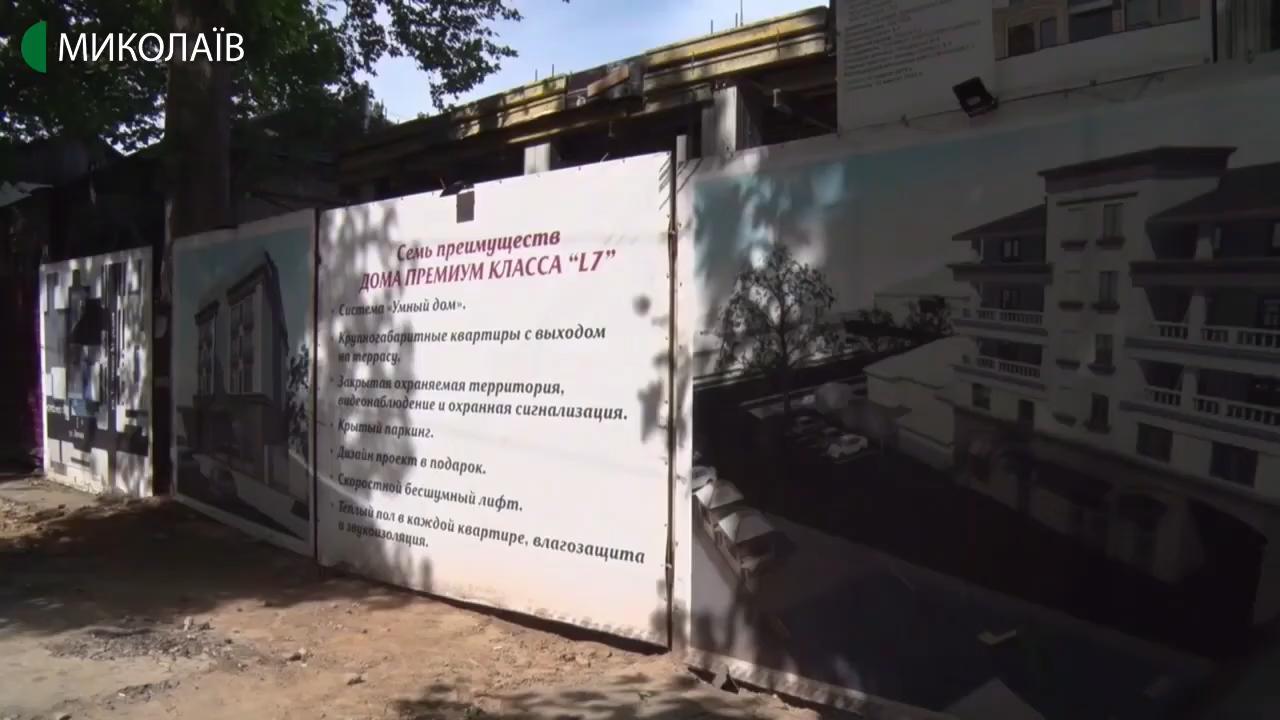 МИКОЛАЇВ
Семь преимуществ
ДОМА ПРЕМИУМ КЛАССА “L7”
· Система «Умный дом».
· Крупногабаритные квартиры с выходом
на террасу.
· Закрытая охраняемая территория,
видеонаблюдение и охранная сигнализация.
· Крытый паркинг.
· Дизайн проект в подарок.
· Скоростной бесшумный лифт.
· Теплый пол в каждой квартире, влагозащита
и звукоизоляция.